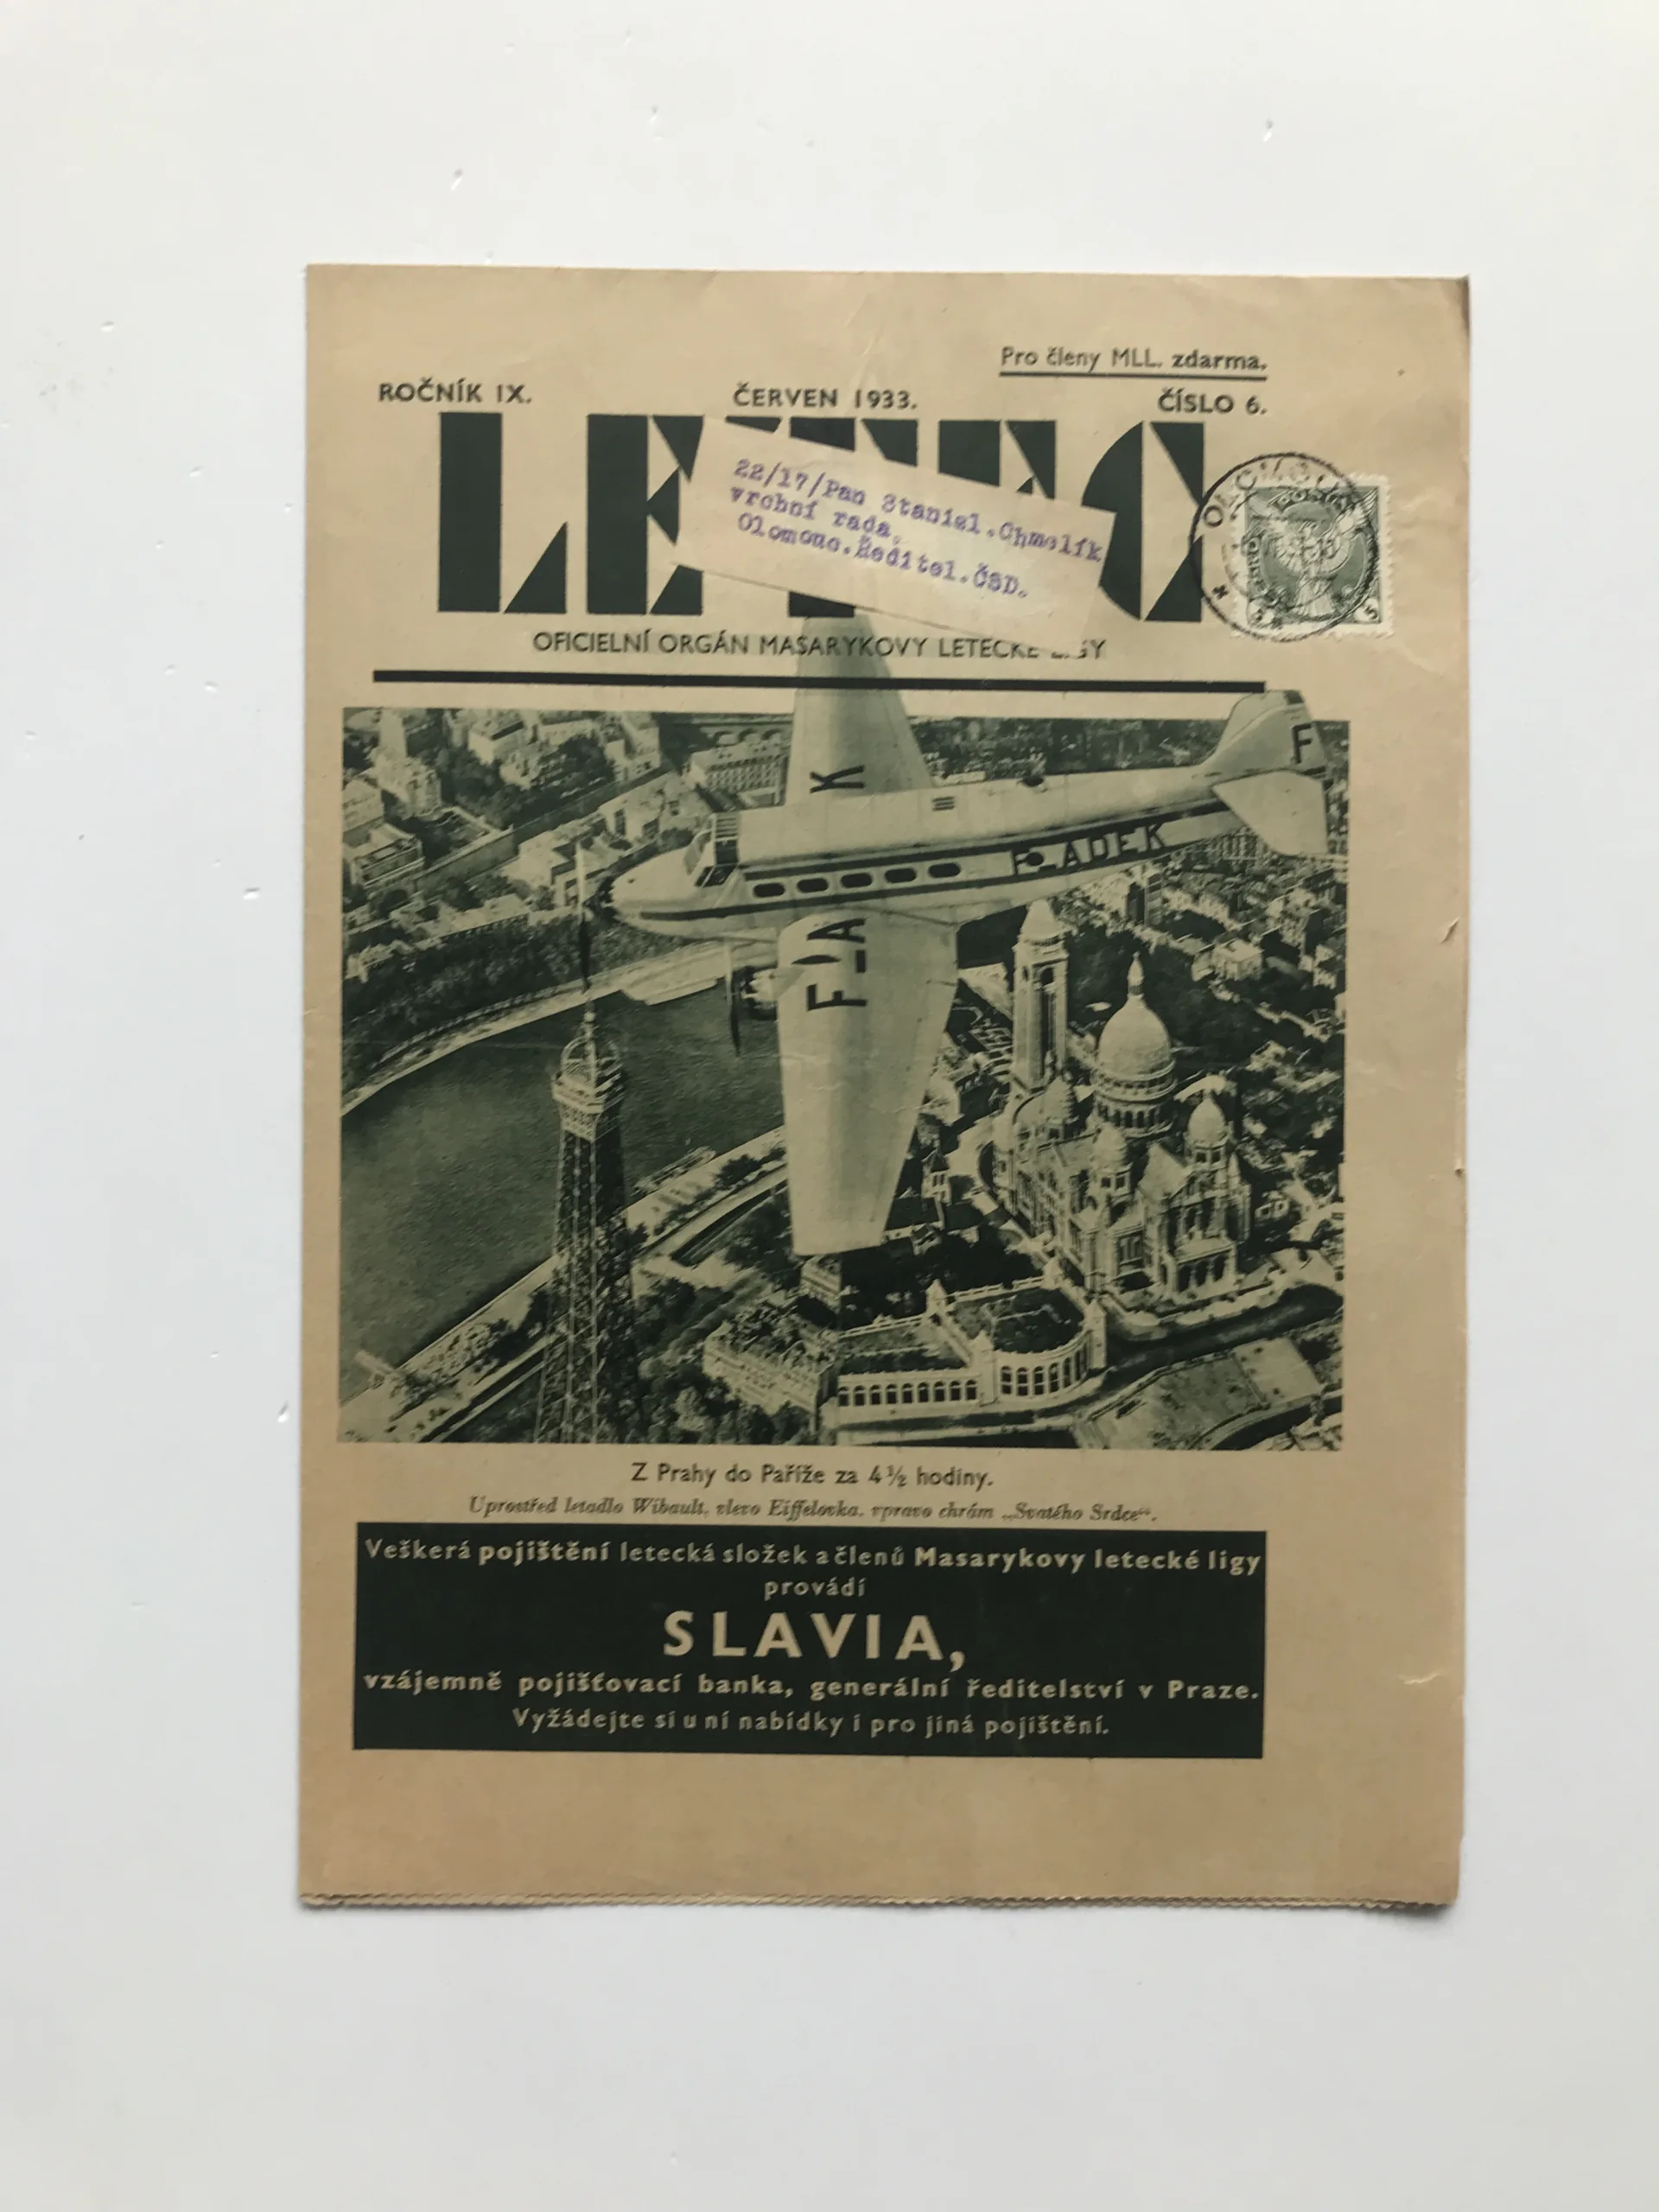 Pro členy MLL. zdarma.
ROČNÍK IX.
ČERVEN 1933.
ČÍSLO 6.
LETEC
22/17/Pan Stanisl.Chmelík
vrchní rada,
Olomouc.Ředitel.ČSD.
OFICIELNÍ ORGÁN MASARYKOVY LETECKÉ LIGY
F
K
F_ADEK
F_A
Z Prahy do Paříže za 4½ hodiny.
Uprostřed letadlo Wibault, vlevo Eiffelovka, vpravo chrám „Svatého Srdce“.
Veškerá pojištění letecká složek a členů Masarykovy letecké ligy
provádí
SLAVIA,
vzájemně pojišťovací banka, generální ředitelství v Praze.
Vyžádejte si u ní nabídky i pro jiná pojištění.